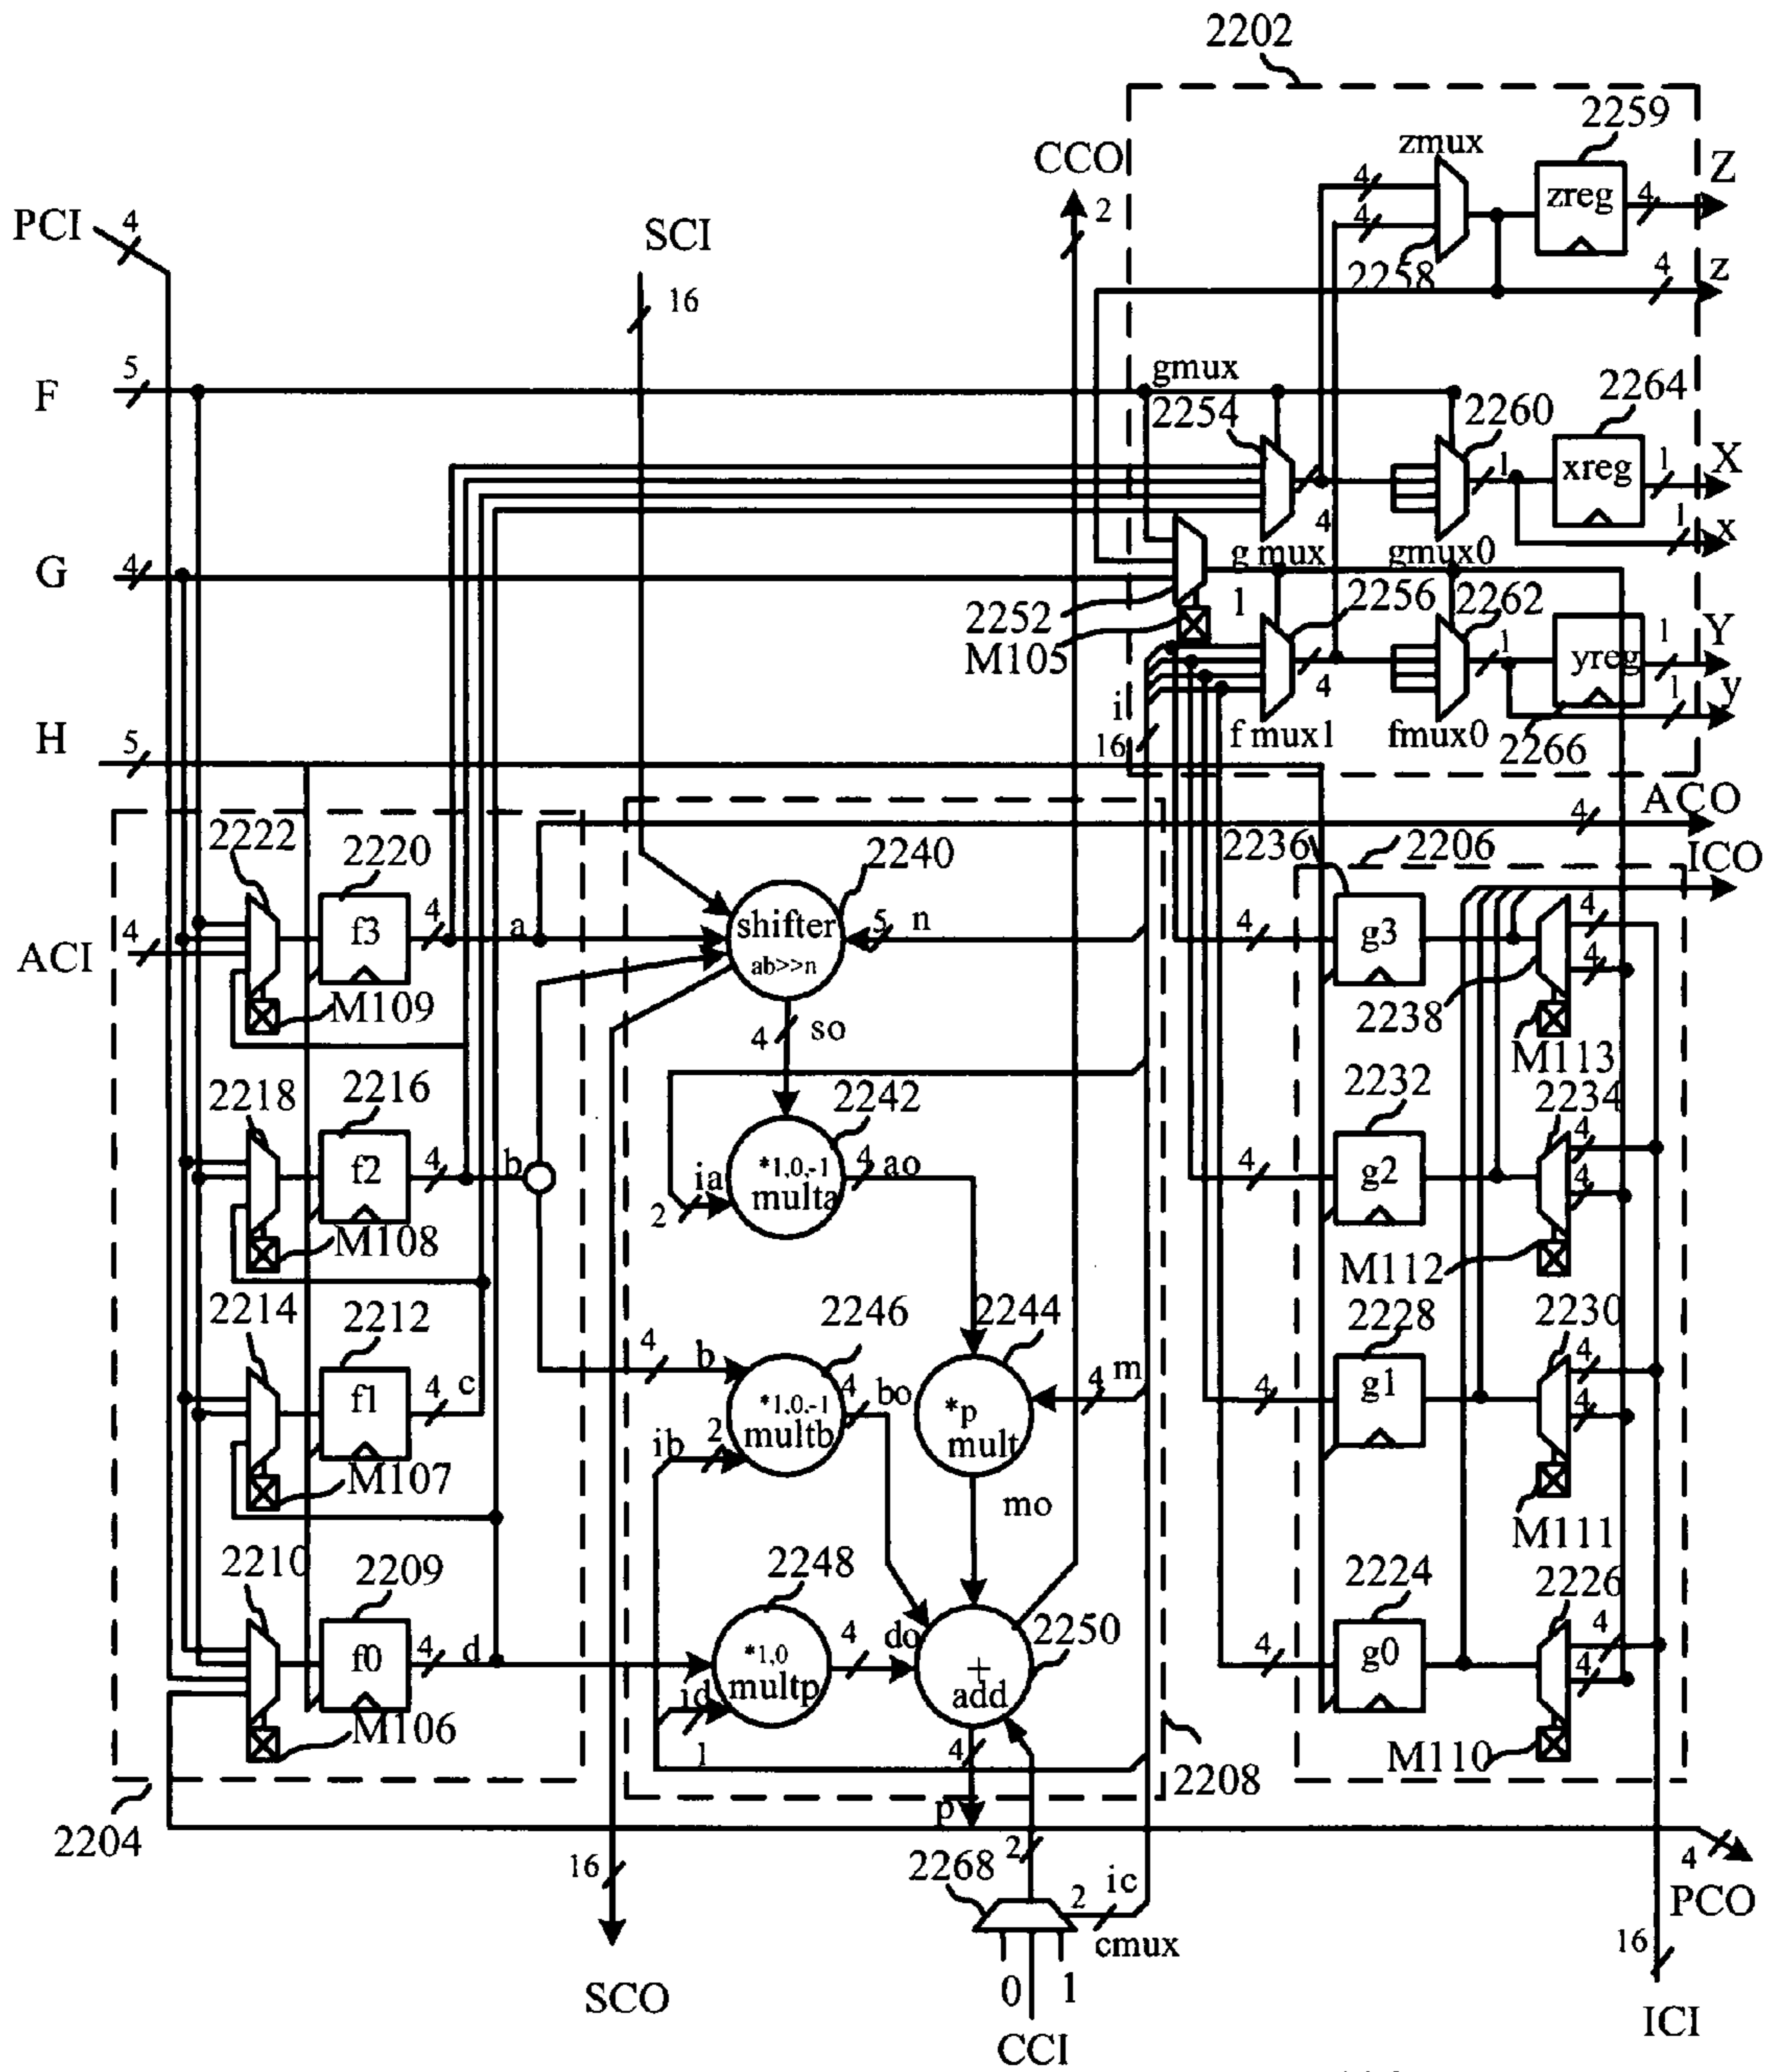 2202
2259
zmux
Z
CCO
4
zreg
4
PCI
4
SCI
2
4
2258
4
z
16
5
F
gmux
2264
2254
2260
1
xreg
1
X
4
1
x
G
4
g mux
gmux0
2252
1
2256
2262
M105
1
yreg
1
Y
4
1
y
i
H
5
16
f mux1
fmux0
2266
ACO
4
2222
2220
2240
2236
2206
ICO
4
4
f3
4
a
shifter
5
n
4
g3
4
ACI
ab>>n
4
M109
2238
4
so
M113
2218
2216
2242
2232
2234
4
f2
4
b
ia
*1,0,-1
multa
4
ao
4
g2
4
2
M108
M112
2214
2212
2246
2244
2228
2230
4
4
b
4
m
4
f1
4
c
*1,0,-1
multb
4
bo
*p
mult
4
g1
4
ib
2
M107
mo
M111
2210
2209
2248
2224
2226
2250
4
f0
4
d
*1,0
multp
4
do
+
add
4
g0
4
id
M106
1
4
M110
2208
p
2204
2
4
16
2268
2
ic
PCO
cmux
16
SCO
0
1
CCI
ICI